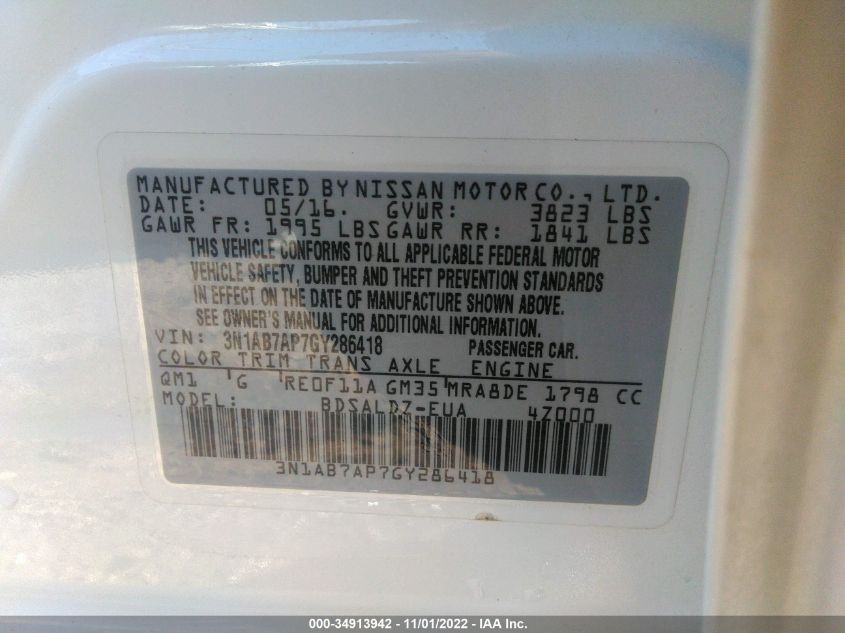 MANUFACTURED BY NISSAN MOTOR CO., LTD.
DATE: 05/16. GVWR: 3823 LBS
GAWR FR: 1995 LBS GAWR RR: 1841 LBS
THIS VEHICLE CONFORMS TO ALL APPLICABLE FEDERAL MOTOR
VEHICLE SAFETY, BUMPER AND THEFT PREVENTION STANDARDS
IN EFFECT ON THE DATE OF MANUFACTURE SHOWN ABOVE.
SEE OWNER'S MANUAL FOR ADDITIONAL INFORMATION.
VIN: 3N1AB7AP7GY286418 PASSENGER CAR.
COLOR TRIM TRANS AXLE ENGINE
QM1 G RE0F11A GM35 MRA8DE 1798 CC
MODEL: BDSALDZ-EUA 4Z000
3N1AB7AP7GY286418
000-34913942 - 11/01/2022 - IAA Inc.